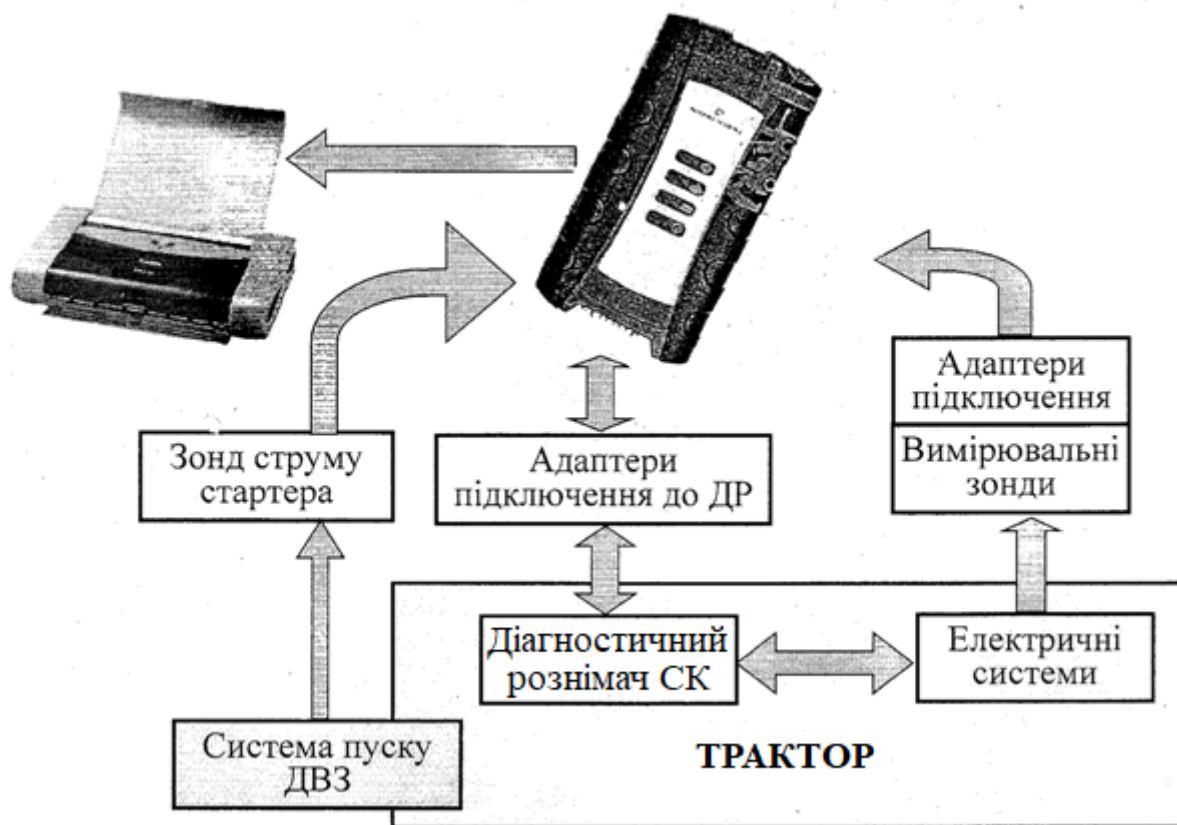 Адаптери
підключення
Вимірювальні
зонди
Зонд струму
стартера
Адаптери
підключення до ДР
Діагностичний
рознімач СК
Електричні
системи
Система пуску
ДВЗ
ТРАКТОР